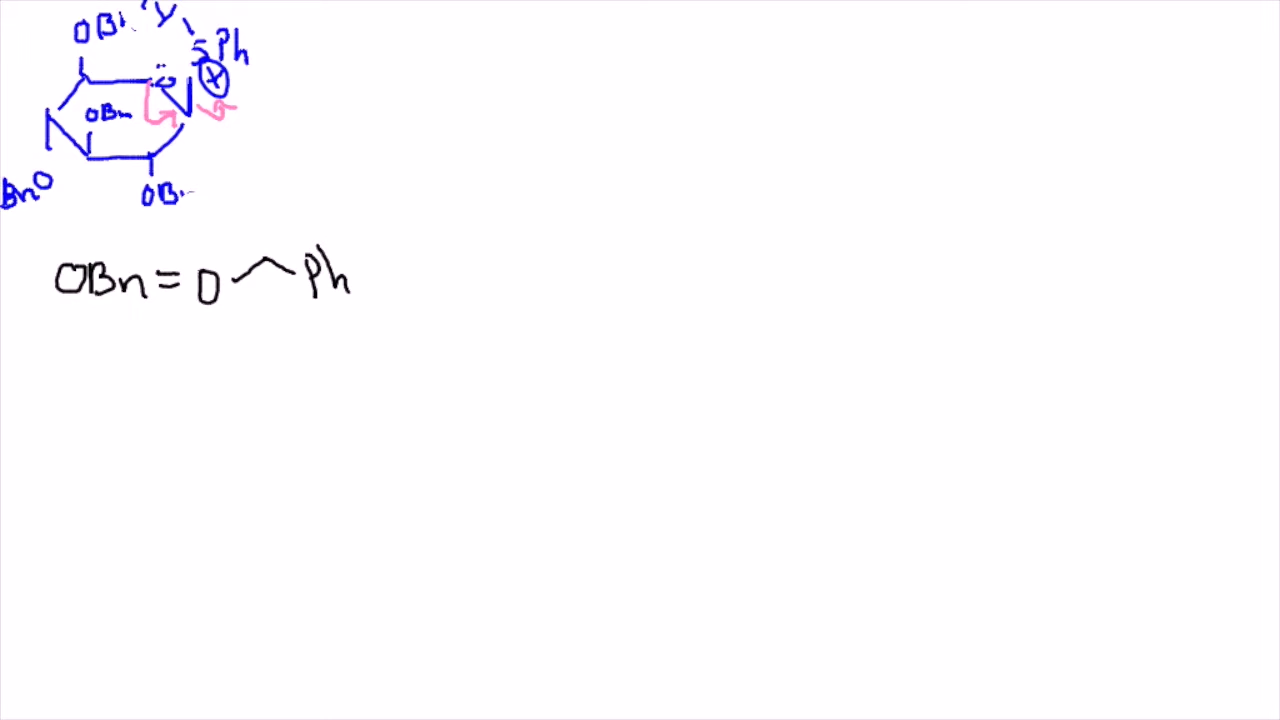 OBn
Y
SPh
:Ö
OBn
BnO
OBn
OBn = O Ph